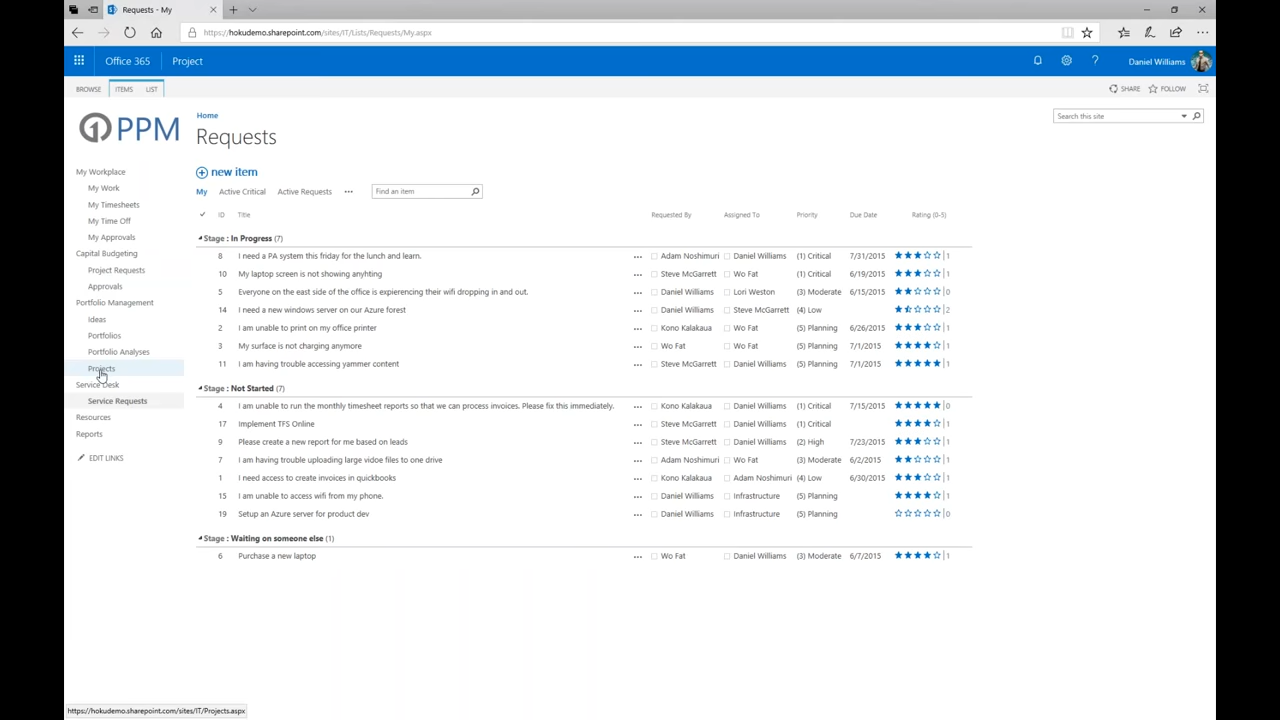 Requests - My
https://hokudemo.sharepoint.com/sites/IT/Lists/Requests/My.aspx
Office 365 Project Daniel Williams
BROWSE ITEMS LIST SHARE FOLLOW
PPM
Home
Requests
Search this site
new item
My Active Critical Active Requests ... Find an item
My Workplace
My Work
My Timesheets
My Time Off
My Approvals
Capital Budgeting
Project Requests
Approvals
Portfolio Management
Ideas
Portfolios
Portfolio Analyses
Projects
Service Desk
Service Requests
Resources
Reports
EDIT LINKS
ID Title Requested By Assigned To Priority Due Date Rating (0-5)
Stage : In Progress (7)
8 I need a PA system this friday for the lunch and learn. ... Adam Noshimuri Daniel Williams (1) Critical 7/31/2015 1
10 My laptop screen is not showing anyhting ... Steve McGarrett Wo Fat (1) Critical 6/19/2015 1
5 Everyone on the east side of the office is expierencing their wifi dropping in and out. ... Daniel Williams Lori Weston (3) Moderate 6/15/2015 0
14 I need a new windows server on our Azure forest ... Daniel Williams Steve McGarrett (4) Low 2
2 I am unable to print on my office printer ... Kono Kalakaua Wo Fat (5) Planning 6/26/2015 1
3 My surface is not charging anymore ... Wo Fat Wo Fat (5) Planning 7/1/2015 1
11 I am having trouble accessing yammer content ... Steve McGarrett Daniel Williams (5) Planning 7/1/2015 1
Stage : Not Started (7)
4 I am unable to run the monthly timesheet reports so that we can process invoices. Please fix this immediately. ... Kono Kalakaua Daniel Williams (1) Critical 7/15/2015 0
17 Implement TFS Online ... Steve McGarrett Daniel Williams (1) Critical 1
9 Please create a new report for me based on leads ... Steve McGarrett Daniel Williams (2) High 7/23/2015 1
7 I am having trouble uploading large vidoe files to one drive ... Adam Noshimuri Wo Fat (3) Moderate 6/2/2015 1
1 I need access to create invoices in quickbooks ... Kono Kalakaua Adam Noshimuri (4) Low 6/30/2015 1
15 I am unable to access wifi from my phone. ... Daniel Williams Infrastructure (5) Planning 1
19 Setup an Azure server for product dev ... Daniel Williams Infrastructure (5) Planning 0
Stage : Waiting on someone else (1)
6 Purchase a new laptop ... Wo Fat Daniel Williams (3) Moderate 6/7/2015 1
https://hokudemo.sharepoint.com/sites/IT/Projects.aspx